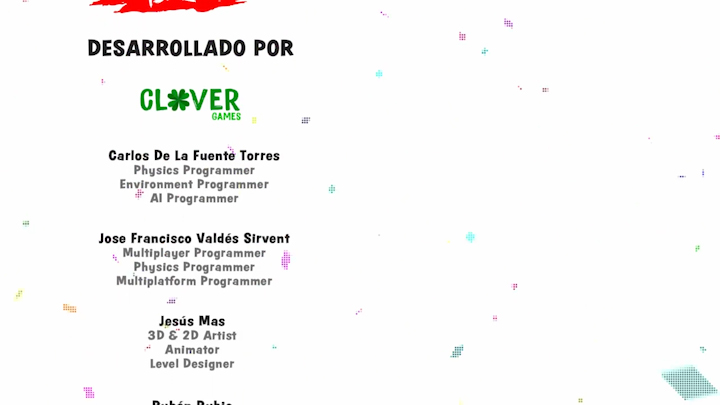 DESARROLLADO POR
CLOVER
GAMES
Carlos De La Fuente Torres
Physics Programmer
Environment Programmer
AI Programmer
Jose Francisco Valdés Sirvent
Multiplayer Programmer
Physics Programmer
Multiplatform Programmer
Jesús Mas
3D & 2D Artist
Animator
Level Designer